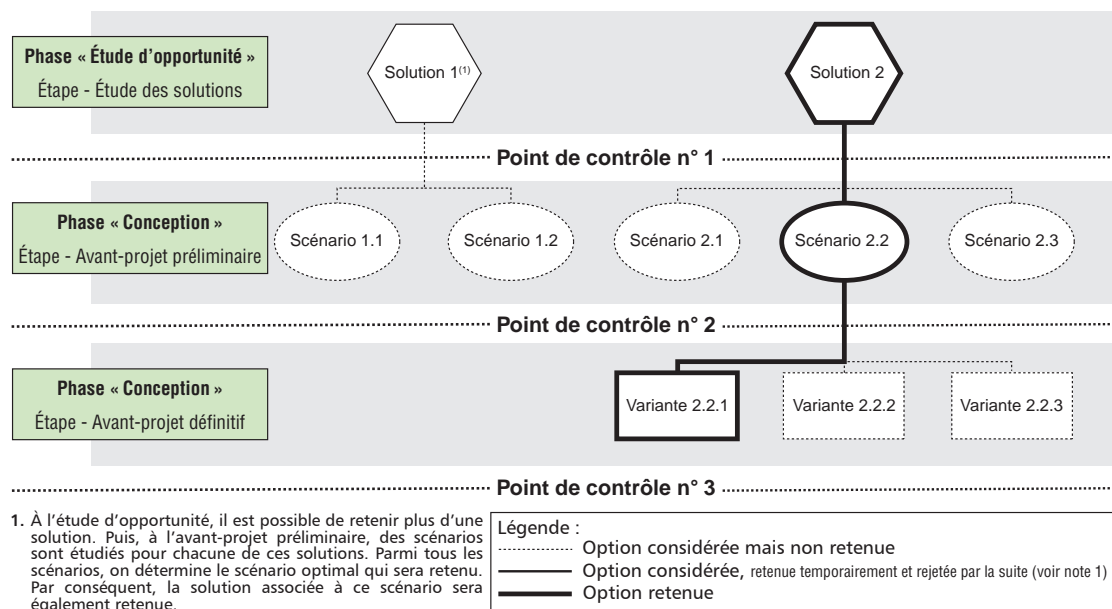 Phase « Étude d'opportunité »
Étape - Étude des solutions
Solution 1(1)
Solution 2
Point de contrôle n° 1
Phase « Conception »
Étape - Avant-projet préliminaire
Scénario 1.1
Scénario 1.2
Scénario 2.1
Scénario 2.2
Scénario 2.3
Point de contrôle n° 2
Phase « Conception »
Étape - Avant-projet définitif
Variante 2.2.1
Variante 2.2.2
Variante 2.2.3
Point de contrôle n° 3
1. À l'étude d'opportunité, il est possible de retenir plus d'une
solution. Puis, à l'avant-projet préliminaire, des scénarios
sont étudiés pour chacune de ces solutions. Parmi tous les
scénarios, on détermine le scénario optimal qui sera retenu.
Par conséquent, la solution associée à ce scénario sera
également retenue.
Légende :
Option considérée mais non retenue
Option considérée, retenue temporairement et rejetée par la suite (voir note 1)
Option retenue